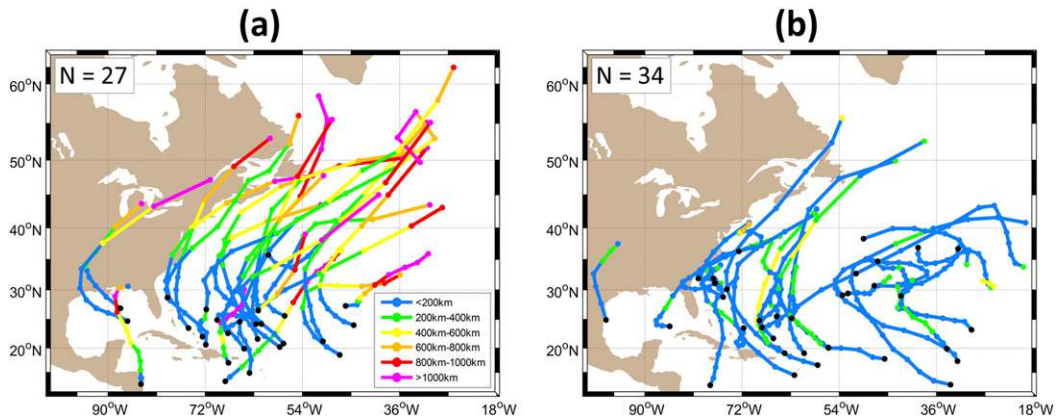 (a)
(b)
N = 27
N = 34
60°N
50°N
40°N
30°N
20°N
60°N
50°N
40°N
30°N
20°N
<200km
200km-400km
400km-600km
600km-800km
800km-1000km
>1000km
90°W 72°W 54°W 36°W 18°W
90°W 72°W 54°W 36°W 18°W